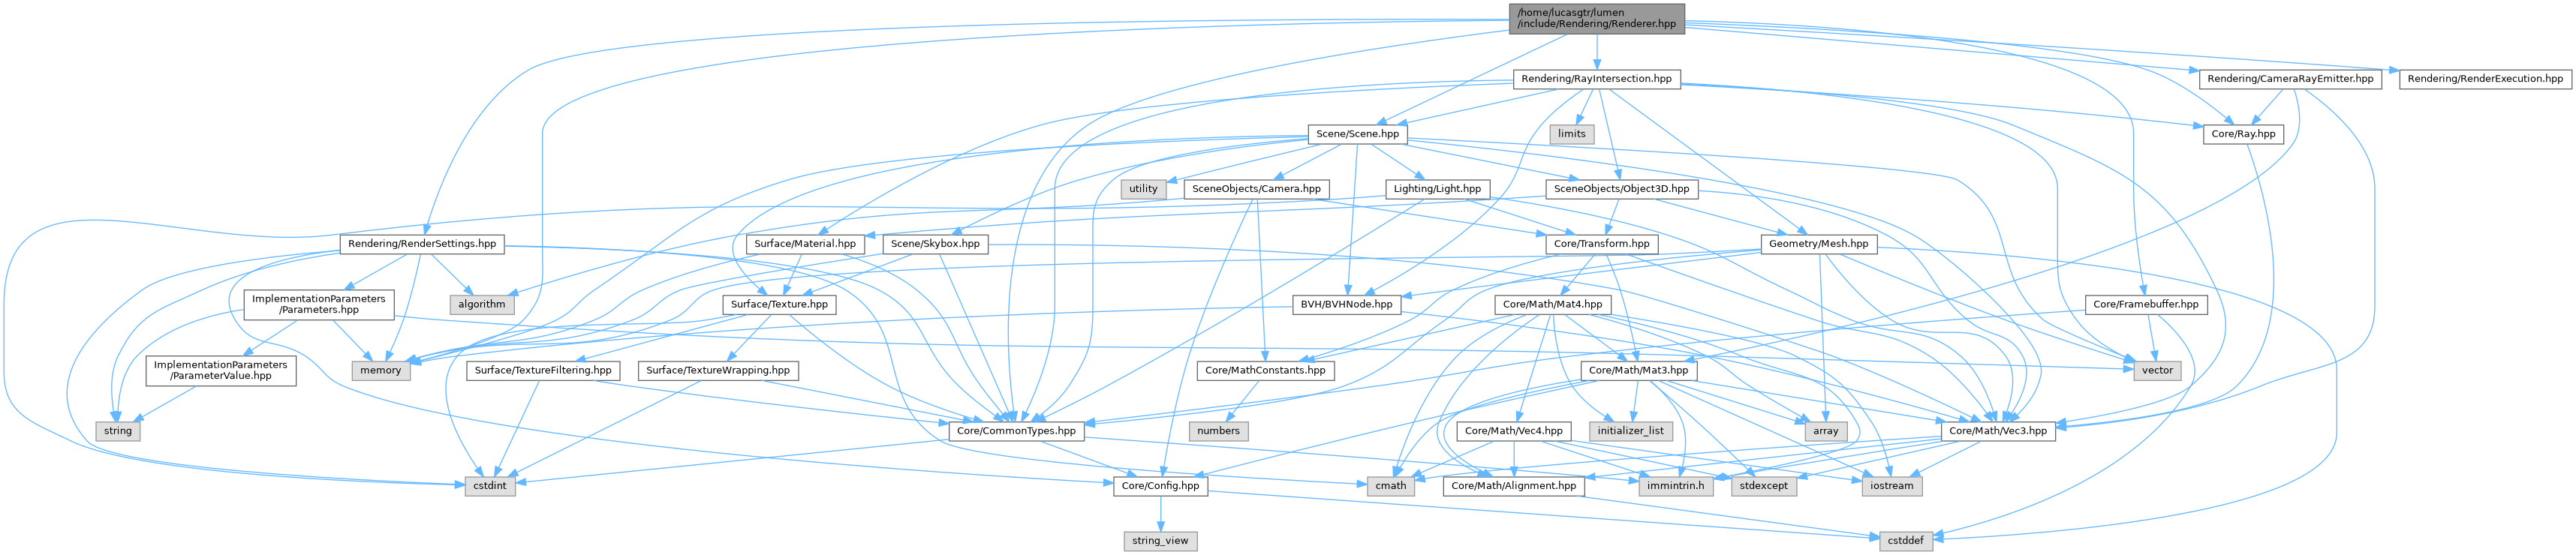 /home/lucasgtr/lumen
/include/Rendering/Renderer.hpp
Rendering/RayIntersection.hpp
Rendering/CameraRayEmitter.hpp
Rendering/RenderExecution.hpp
Scene/Scene.hpp
limits
Core/Ray.hpp
utility
SceneObjects/Camera.hpp
Lighting/Light.hpp
SceneObjects/Object3D.hpp
Rendering/RenderSettings.hpp
Surface/Material.hpp
Scene/Skybox.hpp
Core/Transform.hpp
Geometry/Mesh.hpp
ImplementationParameters
/Parameters.hpp
algorithm
Surface/Texture.hpp
BVH/BVHNode.hpp
Core/Math/Mat4.hpp
Core/Framebuffer.hpp
ImplementationParameters
/ParameterValue.hpp
memory
Surface/TextureFiltering.hpp
Surface/TextureWrapping.hpp
Core/MathConstants.hpp
Core/Math/Mat3.hpp
vector
string
Core/CommonTypes.hpp
numbers
Core/Math/Vec4.hpp
initializer_list
array
Core/Math/Vec3.hpp
cstdint
Core/Config.hpp
cmath
Core/Math/Alignment.hpp
immintrin.h
stdexcept
iostream
string_view
cstddef